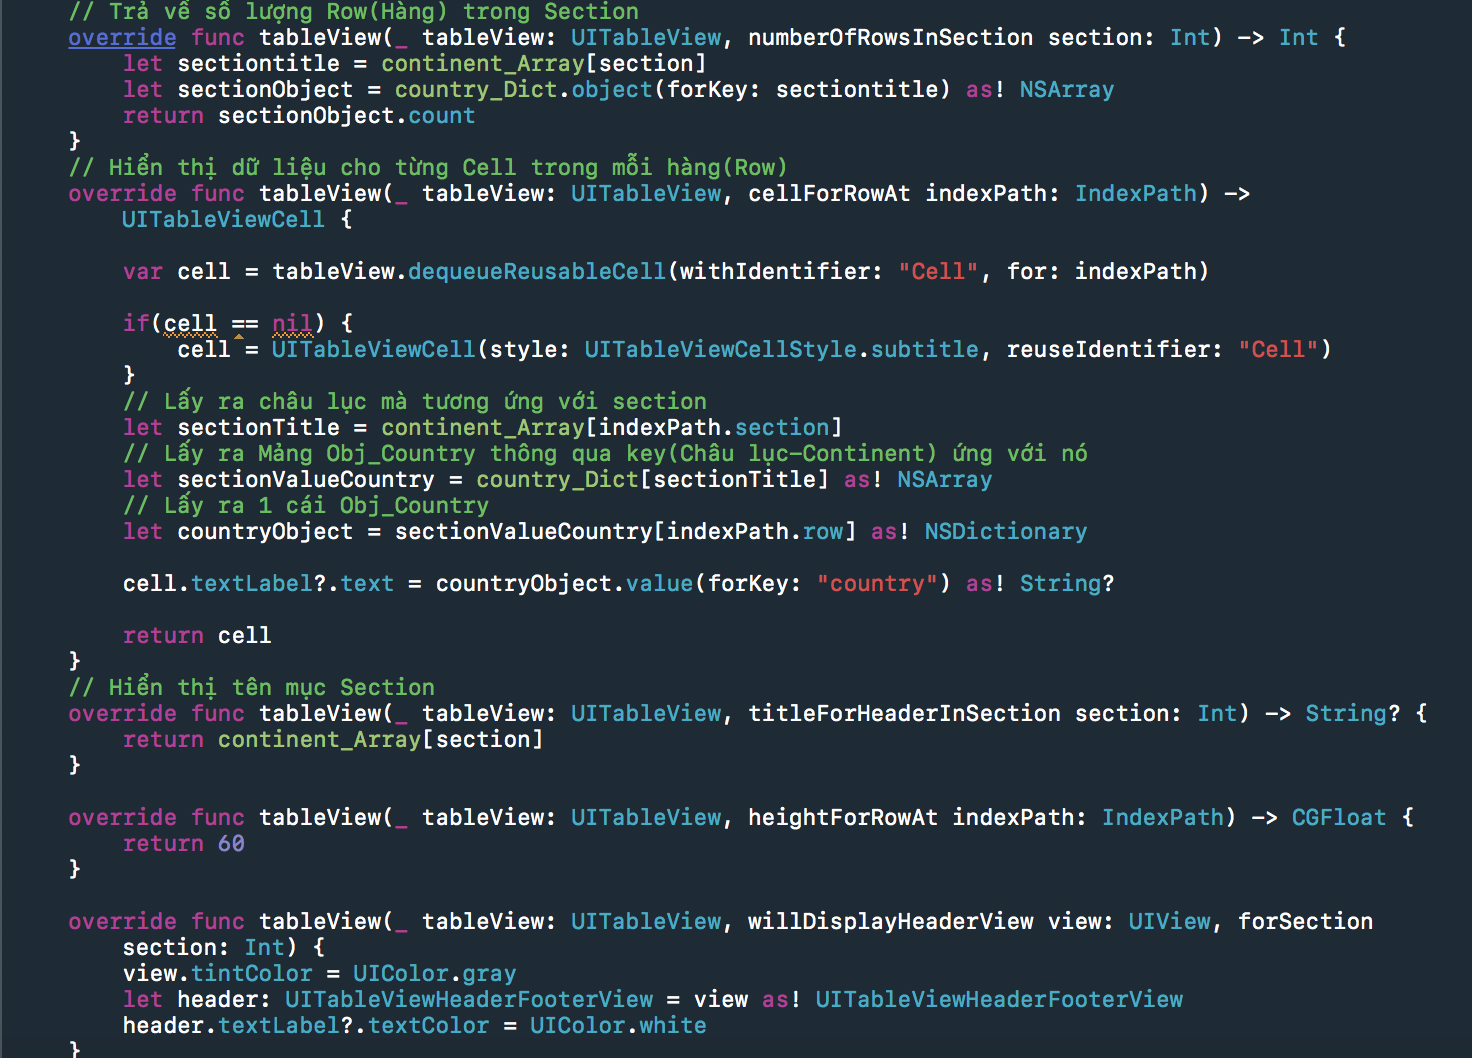 // Trả về số lượng Row(Hàng) trong Section
override func tableView(_ tableView: UITableView, numberOfRowsInSection section: Int) -> Int {
let sectiontitle = continent_Array[section]
let sectionObject = country_Dict.object(forKey: sectiontitle) as! NSArray
return sectionObject.count
}
// Hiển thị dữ liệu cho từng Cell trong mỗi hàng(Row)
override func tableView(_ tableView: UITableView, cellForRowAt indexPath: IndexPath) ->
UITableViewCell {
var cell = tableView.dequeueReusableCell(withIdentifier: "Cell", for: indexPath)
if(cell == nil) {
cell = UITableViewCell(style: UITableViewCellStyle.subtitle, reuseIdentifier: "Cell")
}
// Lấy ra châu lục mà tương ứng với section
let sectionTitle = continent_Array[indexPath.section]
// Lấy ra Mảng Obj_Country thông qua key(Châu lục-Continent) ứng với nó
let sectionValueCountry = country_Dict[sectionTitle] as! NSArray
// Lấy ra 1 cái Obj_Country
let countryObject = sectionValueCountry[indexPath.row] as! NSDictionary
cell.textLabel?.text = countryObject.value(forKey: "country") as! String?
return cell
}
// Hiển thị tên mục Section
override func tableView(_ tableView: UITableView, titleForHeaderInSection section: Int) -> String? {
return continent_Array[section]
}
override func tableView(_ tableView: UITableView, heightForRowAt indexPath: IndexPath) -> CGFloat {
return 60
}
override func tableView(_ tableView: UITableView, willDisplayHeaderView view: UIView, forSection
section: Int) {
view.tintColor = UIColor.gray
let header: UITableViewHeaderFooterView = view as! UITableViewHeaderFooterView
header.textLabel?.textColor = UIColor.white
}